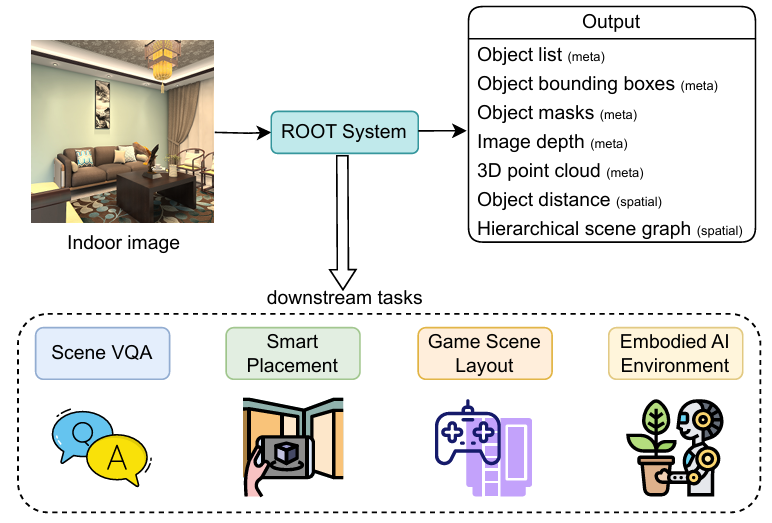 Output
Object list (meta)
Object bounding boxes (meta)
Object masks (meta)
Image depth (meta)
3D point cloud (meta)
Object distance (spatial)
Hierarchical scene graph (spatial)
ROOT System
Indoor image
downstream tasks
Scene VQA
Smart
Placement
Game Scene
Layout
Embodied AI
Environment
Q
A